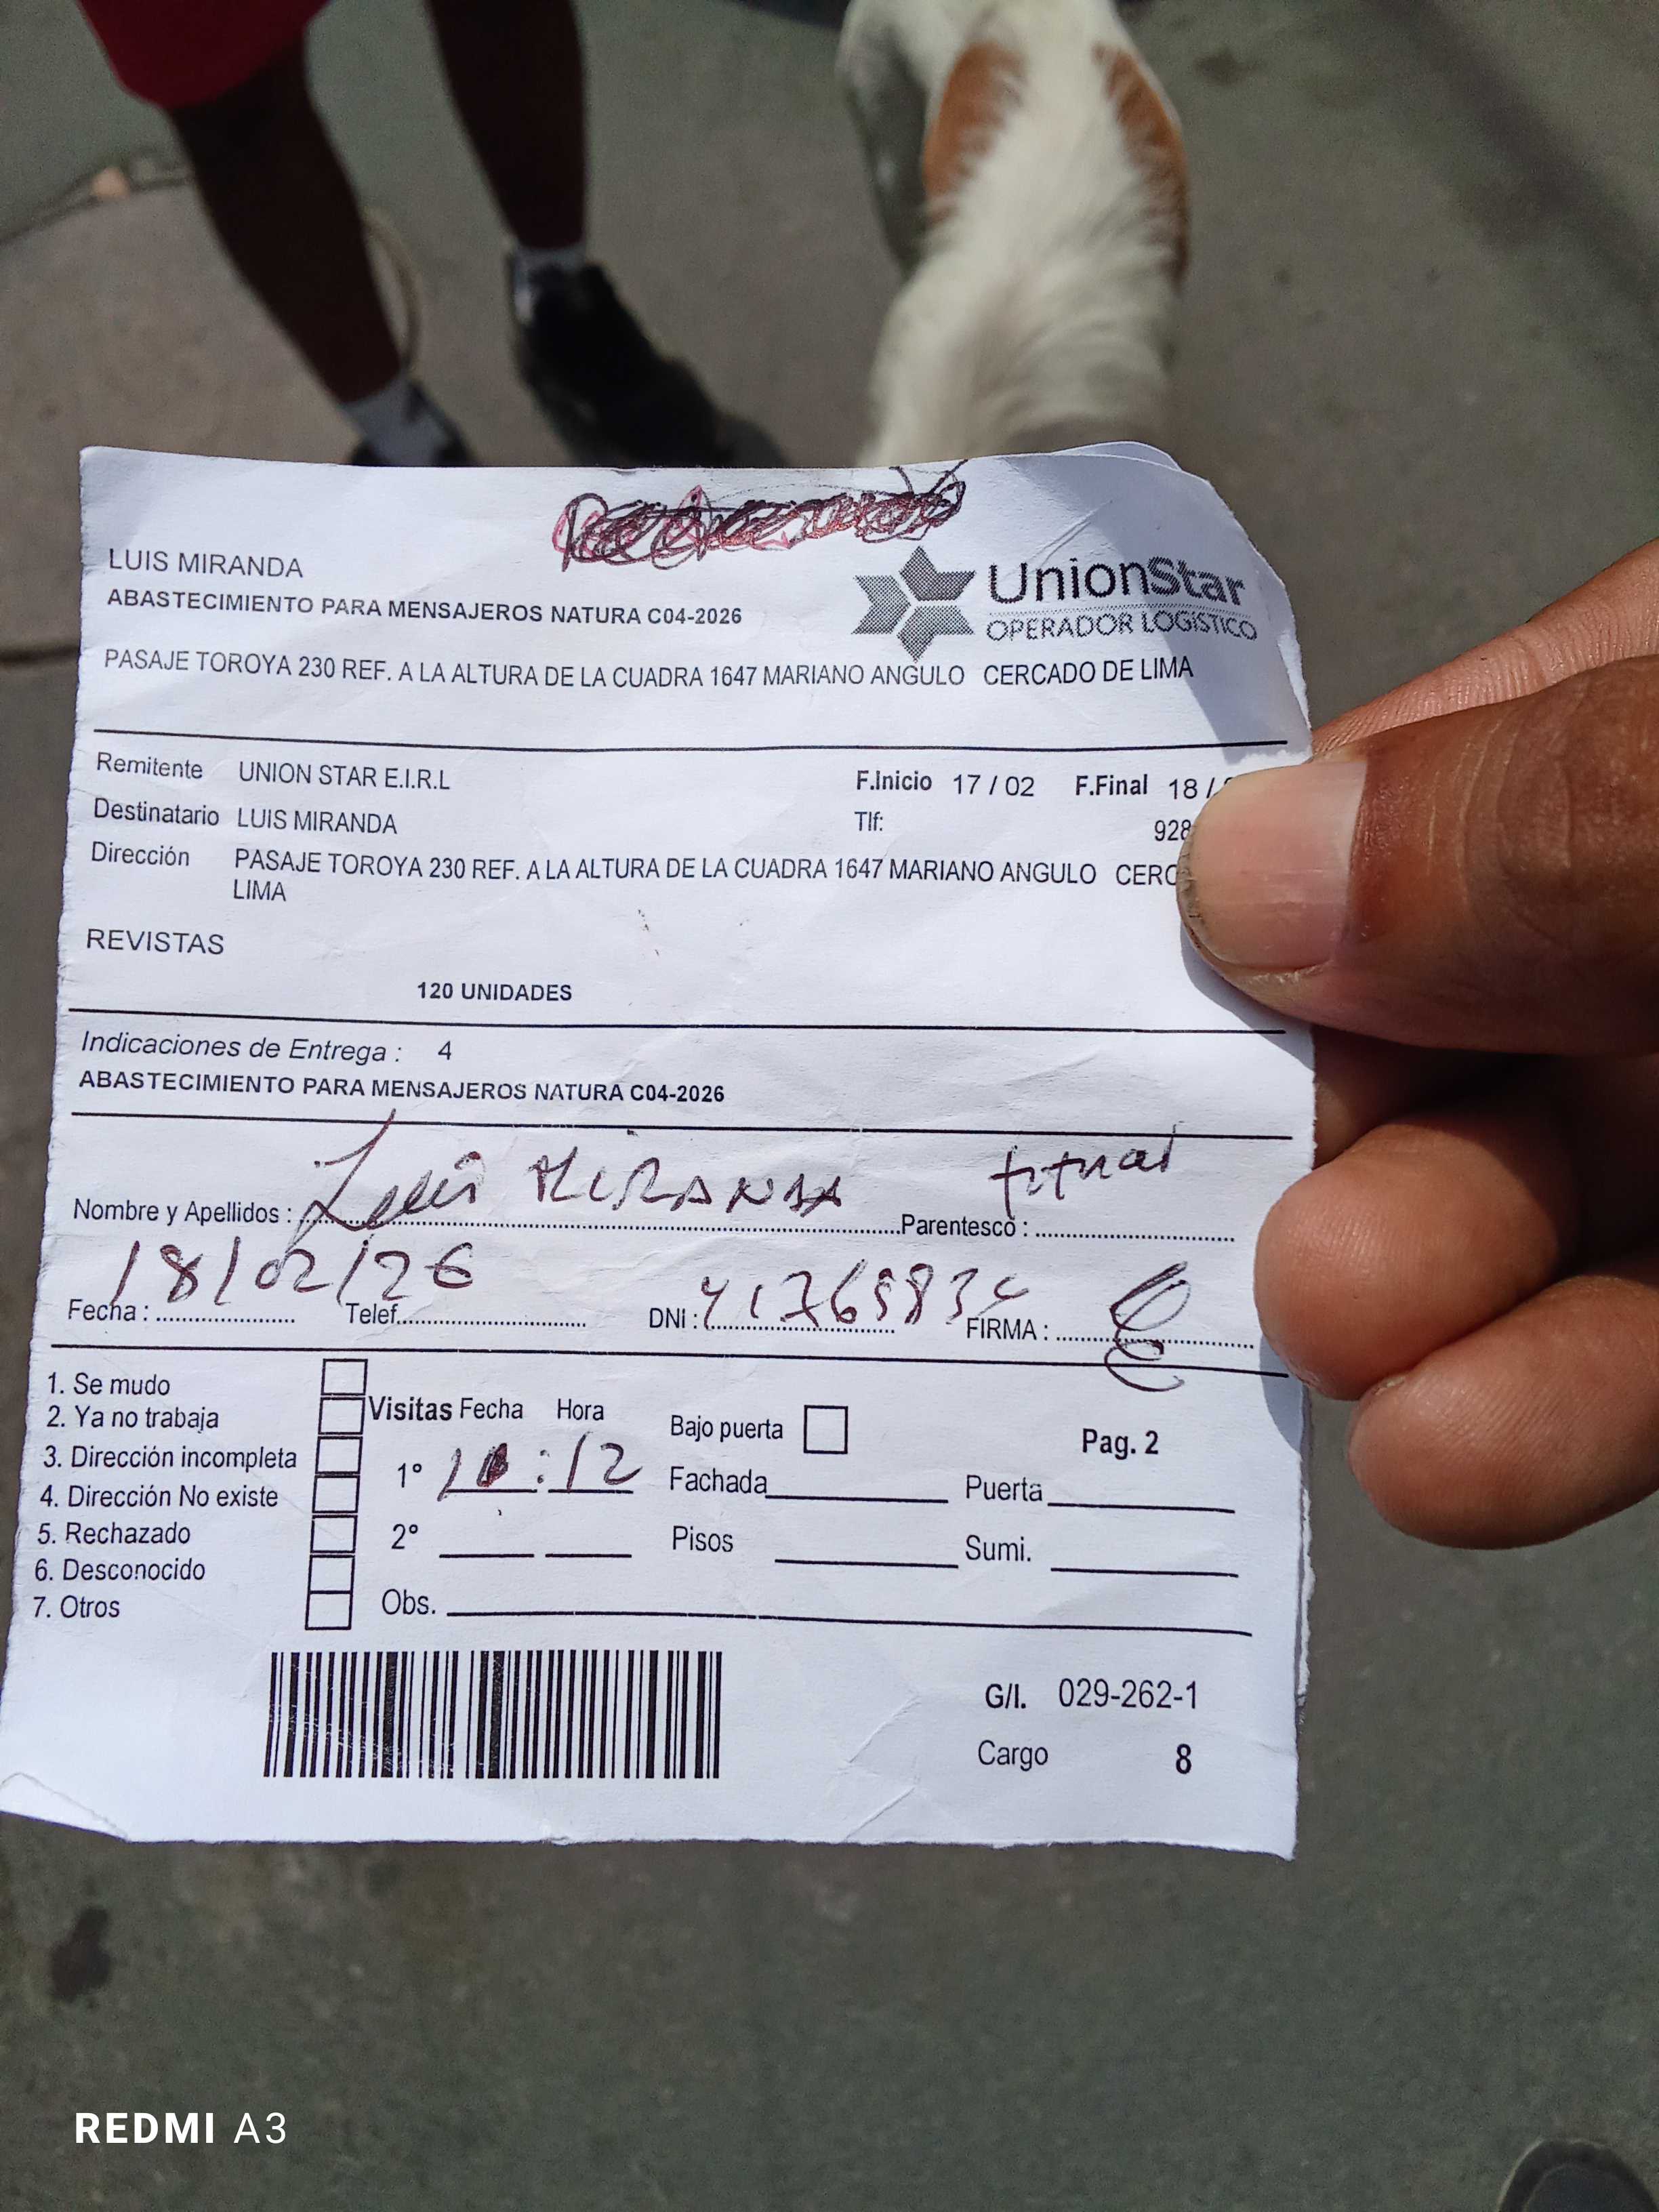 LUIS MIRANDA
ABASTECIMIENTO PARA MENSAJEROS NATURA C04-2026
UnionStar
OPERADOR LOGISTICO
PASAJE TOROYA 230 REF. A LA ALTURA DE LA CUADRA 1647 MARIANO ANGULO CERCADO DE LIMA
Remitente UNION STAR E.I.R.L F.Inicio 17 / 02 F.Final 18 /
Destinatario LUIS MIRANDA Tlf: 928
Dirección PASAJE TOROYA 230 REF. A LA ALTURA DE LA CUADRA 1647 MARIANO ANGULO CERC
LIMA
REVISTAS
120 UNIDADES
Indicaciones de Entrega : 4
ABASTECIMIENTO PARA MENSAJEROS NATURA C04-2026
Nombre y Apellidos : Luis MIRANDA Parentesco : titual
Fecha : 18/02/26 Telef. DNI : FIRMA :
1. Se mudo
2. Ya no trabaja
3. Dirección incompleta
4. Dirección No existe
5. Rechazado
6. Desconocido
7. Otros
Visitas Fecha Hora
1° :12
2°
Obs.
Bajo puerta
Fachada
Pisos
Pag. 2
Puerta
Sumi.
G/I. 029-262-1
Cargo 8
REDMI A3